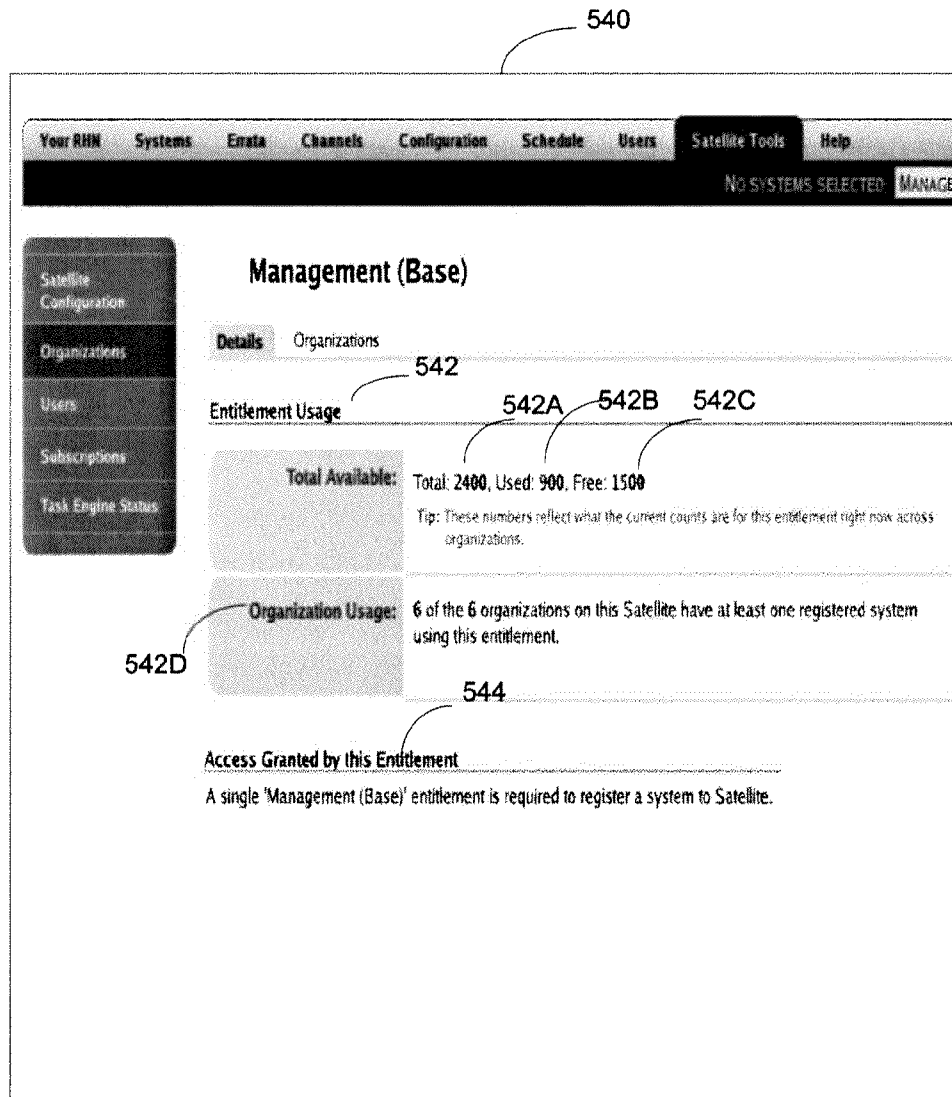 540
Your RHN Systems Errata Channels Configuration Schedule Users Satellite Tools Help
NO SYSTEMS SELECTED MANAGE
Satellite
Configuration
Organizations
Users
Subscriptions
Task Engine Status
Management (Base)
Details Organizations
542
Entitlement Usage
542A 542B 542C
Total Available: Total: 2400, Used: 900, Free: 1500
Tip: These numbers reflect what the current counts are for this entitlement right now across
organizations.
Organization Usage: 6 of the 6 organizations on this Satellite have at least one registered system
using this entitlement.
542D
544
Access Granted by this Entitlement
A single 'Management (Base)' entitlement is required to register a system to Satellite.